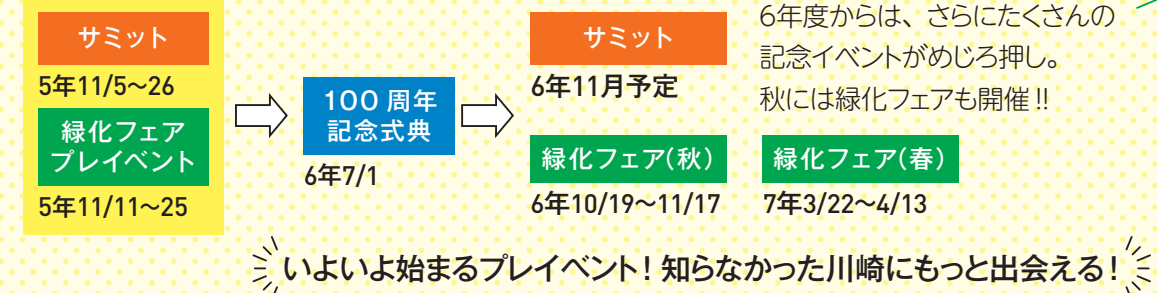 サミット
5年11/5~26
緑化フェア
プレイベント
5年11/11~25
100周年
記念式典
6年7/1
サミット
6年11月予定
緑化フェア(秋)
6年10/19~11/17
緑化フェア(春)
7年3/22~4/13
6年度からは、さらにたくさんの
記念イベントがめじろ押し。
秋には緑化フェアも開催!!
いよいよ始まるプレイベント!知らなかった川崎にもっと出会える!